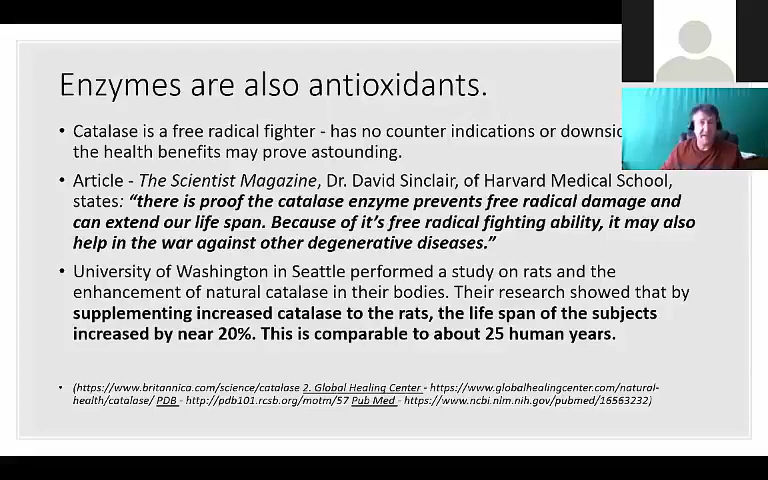 Enzymes are also antioxidants.
• Catalase is a free radical fighter - has no counter indications or
the health benefits may prove astounding.
• Article - The Scientist Magazine, Dr. David Sinclair, of Harvard Medical School,
states: “there is proof the catalase enzyme prevents free radical damage and
can extend our life span. Because of it’s free radical fighting ability, it may also
help in the war against other degenerative diseases.”
• University of Washington in Seattle performed a study on rats and the
enhancement of natural catalase in their bodies. Their research showed that by
supplementing increased catalase to the rats, the life span of the subjects
increased by near 20%. This is comparable to about 25 human years.
• (https://www.britannica.com/science/catalase 2. Global Healing Center - https://www.globalhealingcenter.com/natural-
health/catalase/ PDB - http://pdb101.rcsb.org/motm/57 Pub Med - https://www.ncbi.nlm.nih.gov/pubmed/16563232)